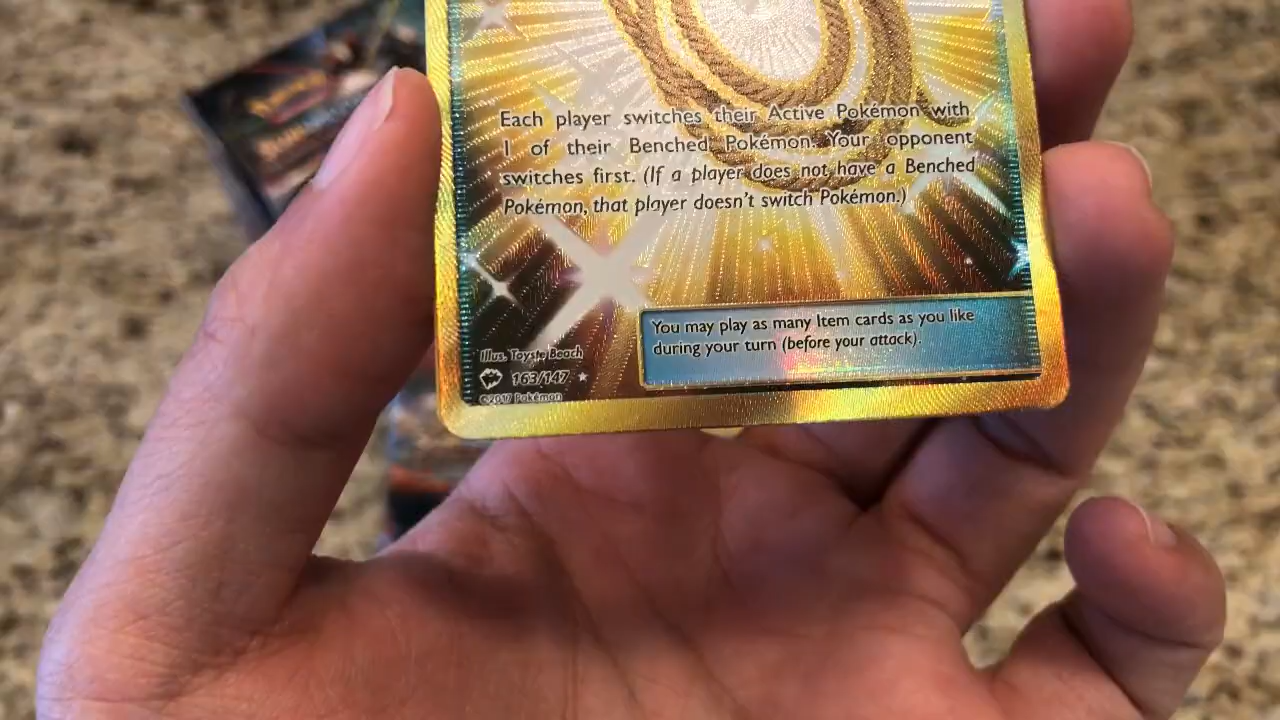 Each player switches their Active Pokémon with
1 of their Benched Pokémon. Your opponent
switches first. (If a player does not have a Benched
Pokémon, that player doesn't switch Pokémon.)
You may play as many Item cards as you like
during your turn (before your attack).
Illus. Toyste Beach
163/147
©2017 Pokémon